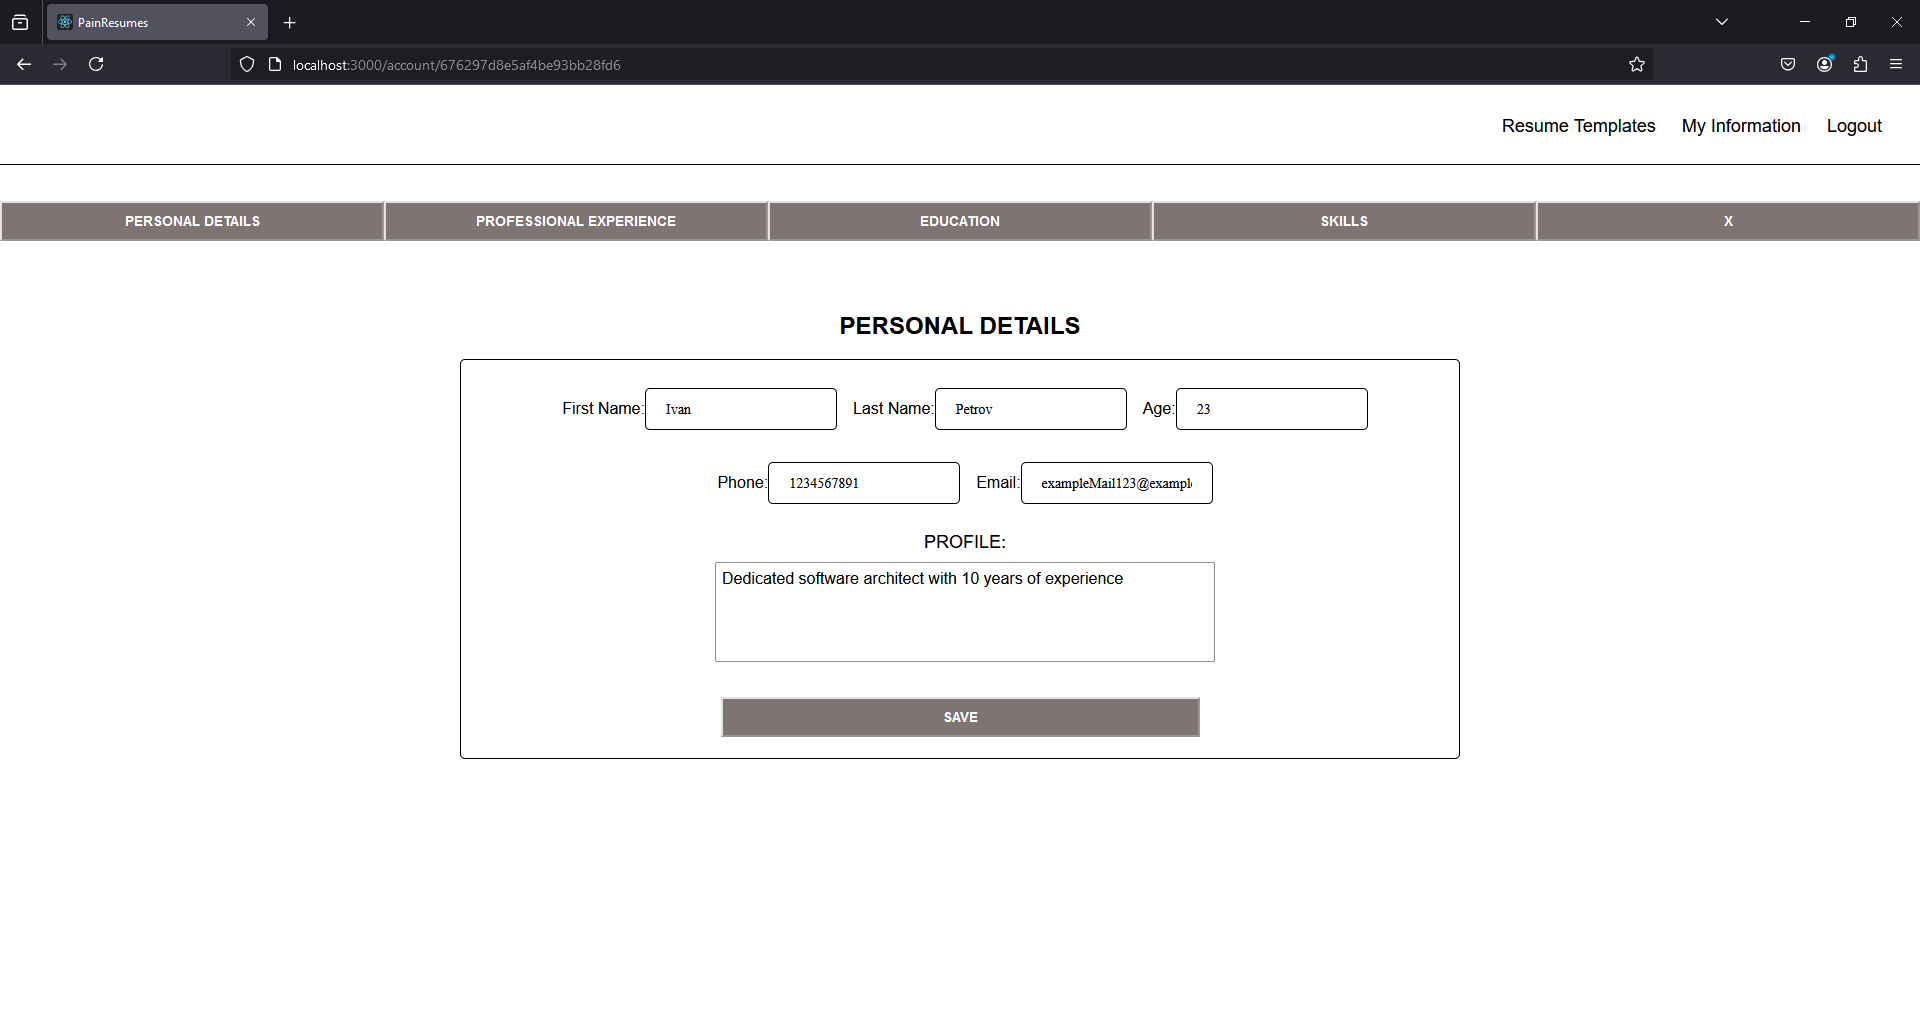 PainResumes
localhost:3000/account/676297d8e5af4be93bb28fd6
Resume Templates My Information Logout
PERSONAL DETAILS PROFESSIONAL EXPERIENCE EDUCATION SKILLS X
PERSONAL DETAILS
First Name: Ivan Last Name: Petrov Age: 23
Phone: 1234567891 Email: exampleMail123@exampl
PROFILE:
Dedicated software architect with 10 years of experience
SAVE